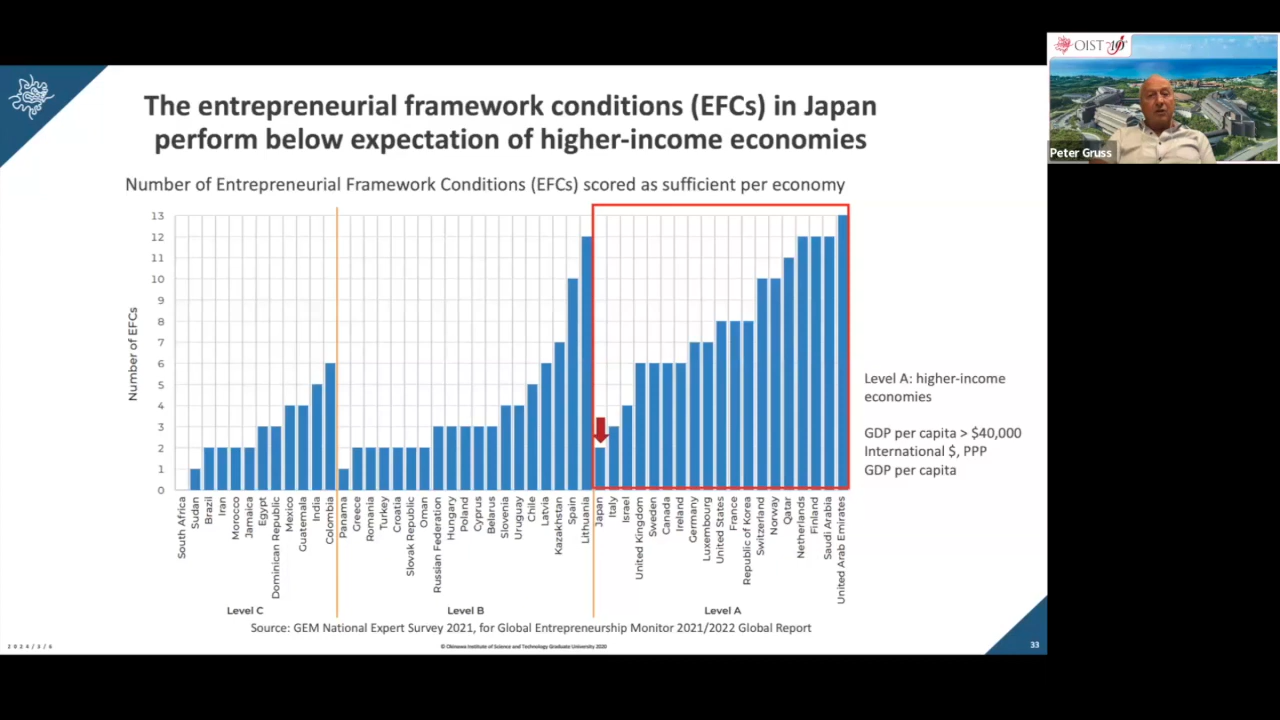 The entrepreneurial framework conditions (EFCs) in Japan
perform below expectation of higher-income economies
Number of Entrepreneurial Framework Conditions (EFCs) scored as sufficient per economy
13
12
11
10
9
8
7
6
5
4
3
2
1
0
Number of EFCs
South Africa
Sudan
Brazil
Iran
Morocco
Jamaica
Egypt
Dominican Republic
Mexico
Guatemala
India
Colombia
Panama
Greece
Romania
Turkey
Croatia
Slovak Republic
Oman
Russian Federation
Hungary
Poland
Cyprus
Belarus
Slovenia
Uruguay
Chile
Latvia
Kazakhstan
Spain
Lithuania
Japan
Italy
Israel
United Kingdom
Sweden
Canada
Ireland
Germany
Luxembourg
United States
France
Republic of Korea
Switzerland
Norway
Qatar
Netherlands
Finland
Saudi Arabia
United Arab Emirates
Level C
Level B
Level A
Level A: higher-income
economies
GDP per capita > $40,000
International $, PPP
GDP per capita
Source: GEM National Expert Survey 2021, for Global Entrepreneurship Monitor 2021/2022 Global Report
2024/3/6
© Okinawa Institute of Science and Technology Graduate University 2020
33
OIST 10
Peter Gruss